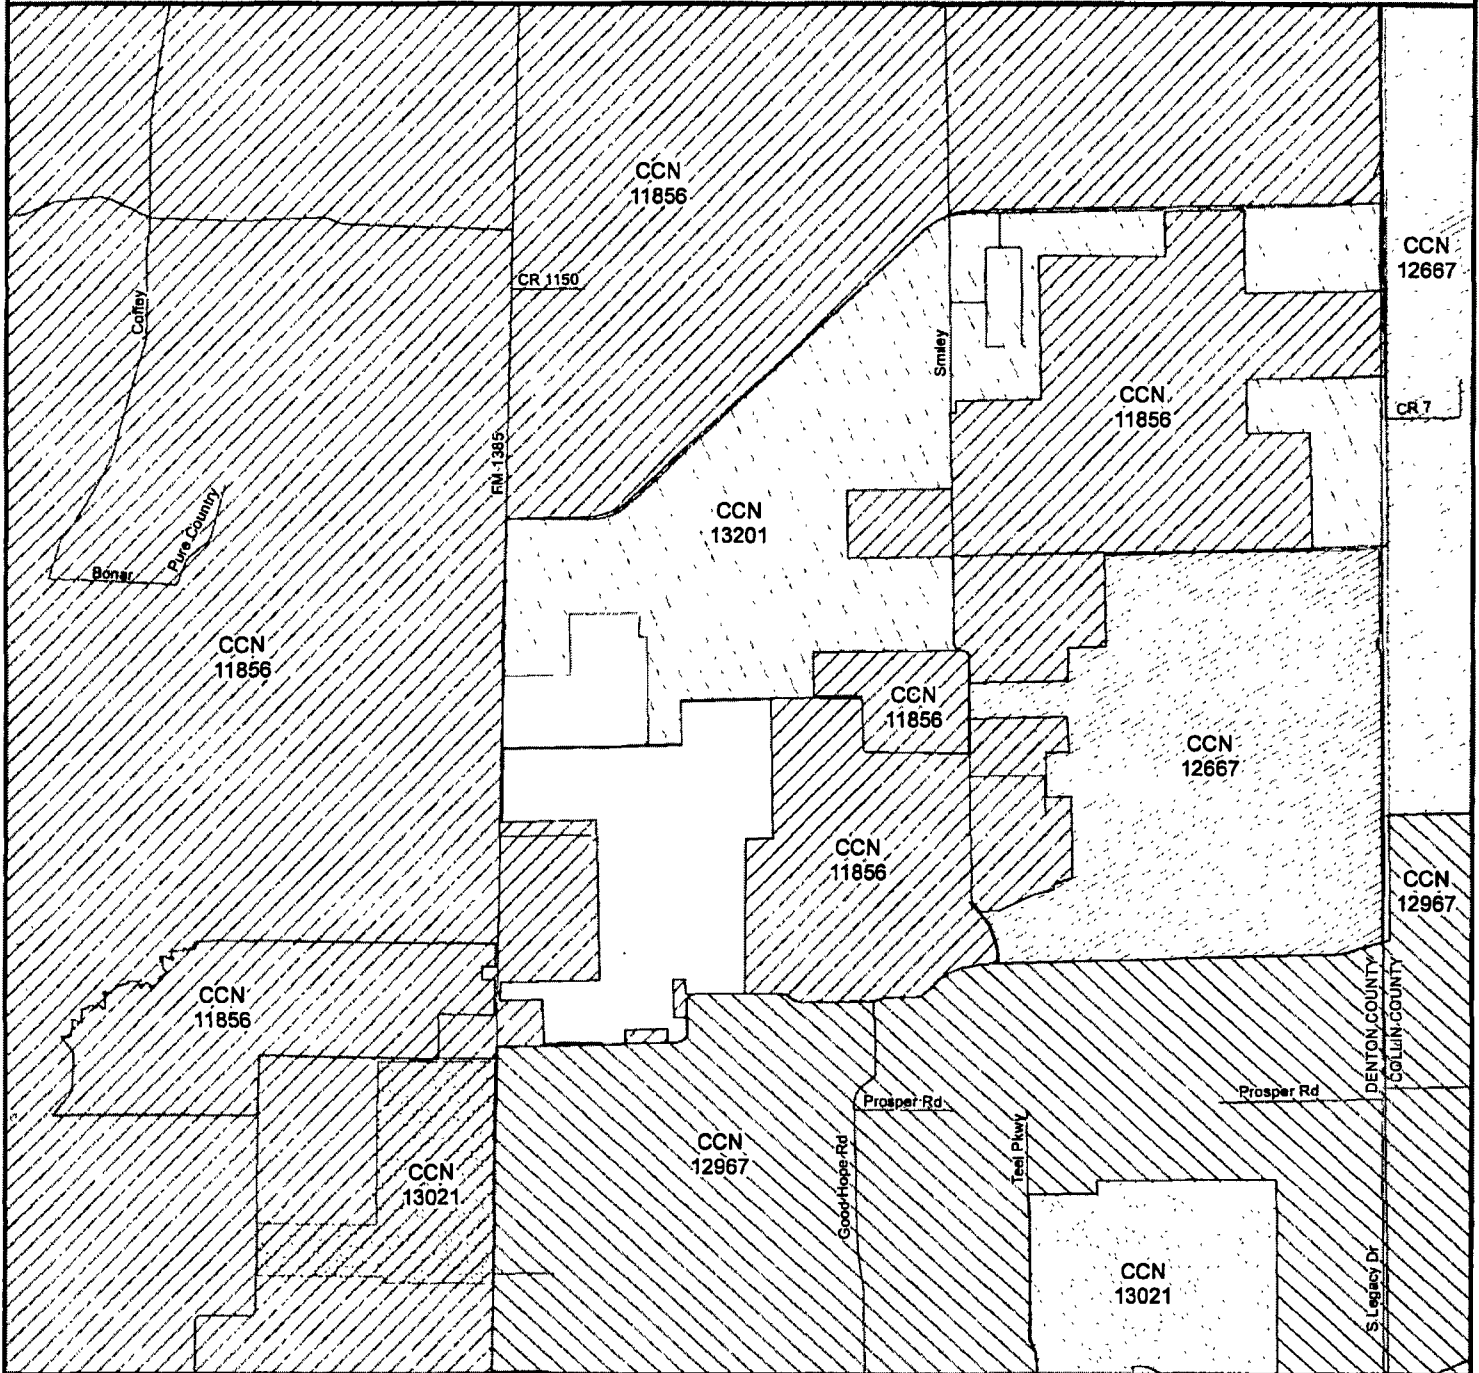 CCN
11856
CCN
12667
CR 1150
Caffey
Smiley
CCN
11856
CR 7
FM 1385
CCN
13201
Pure Country
Bonar
CCN
11856
CCN
11856
CCN
12667
CCN
11856
CCN
12967
CCN
11856
DENTON COUNTY
COLLIN COUNTY
Prosper Rd
Prosper Rd
CCN
12967
Good Hope Rd
Teel Pkwy
CCN
13021
CCN
13021
S Legacy Dr